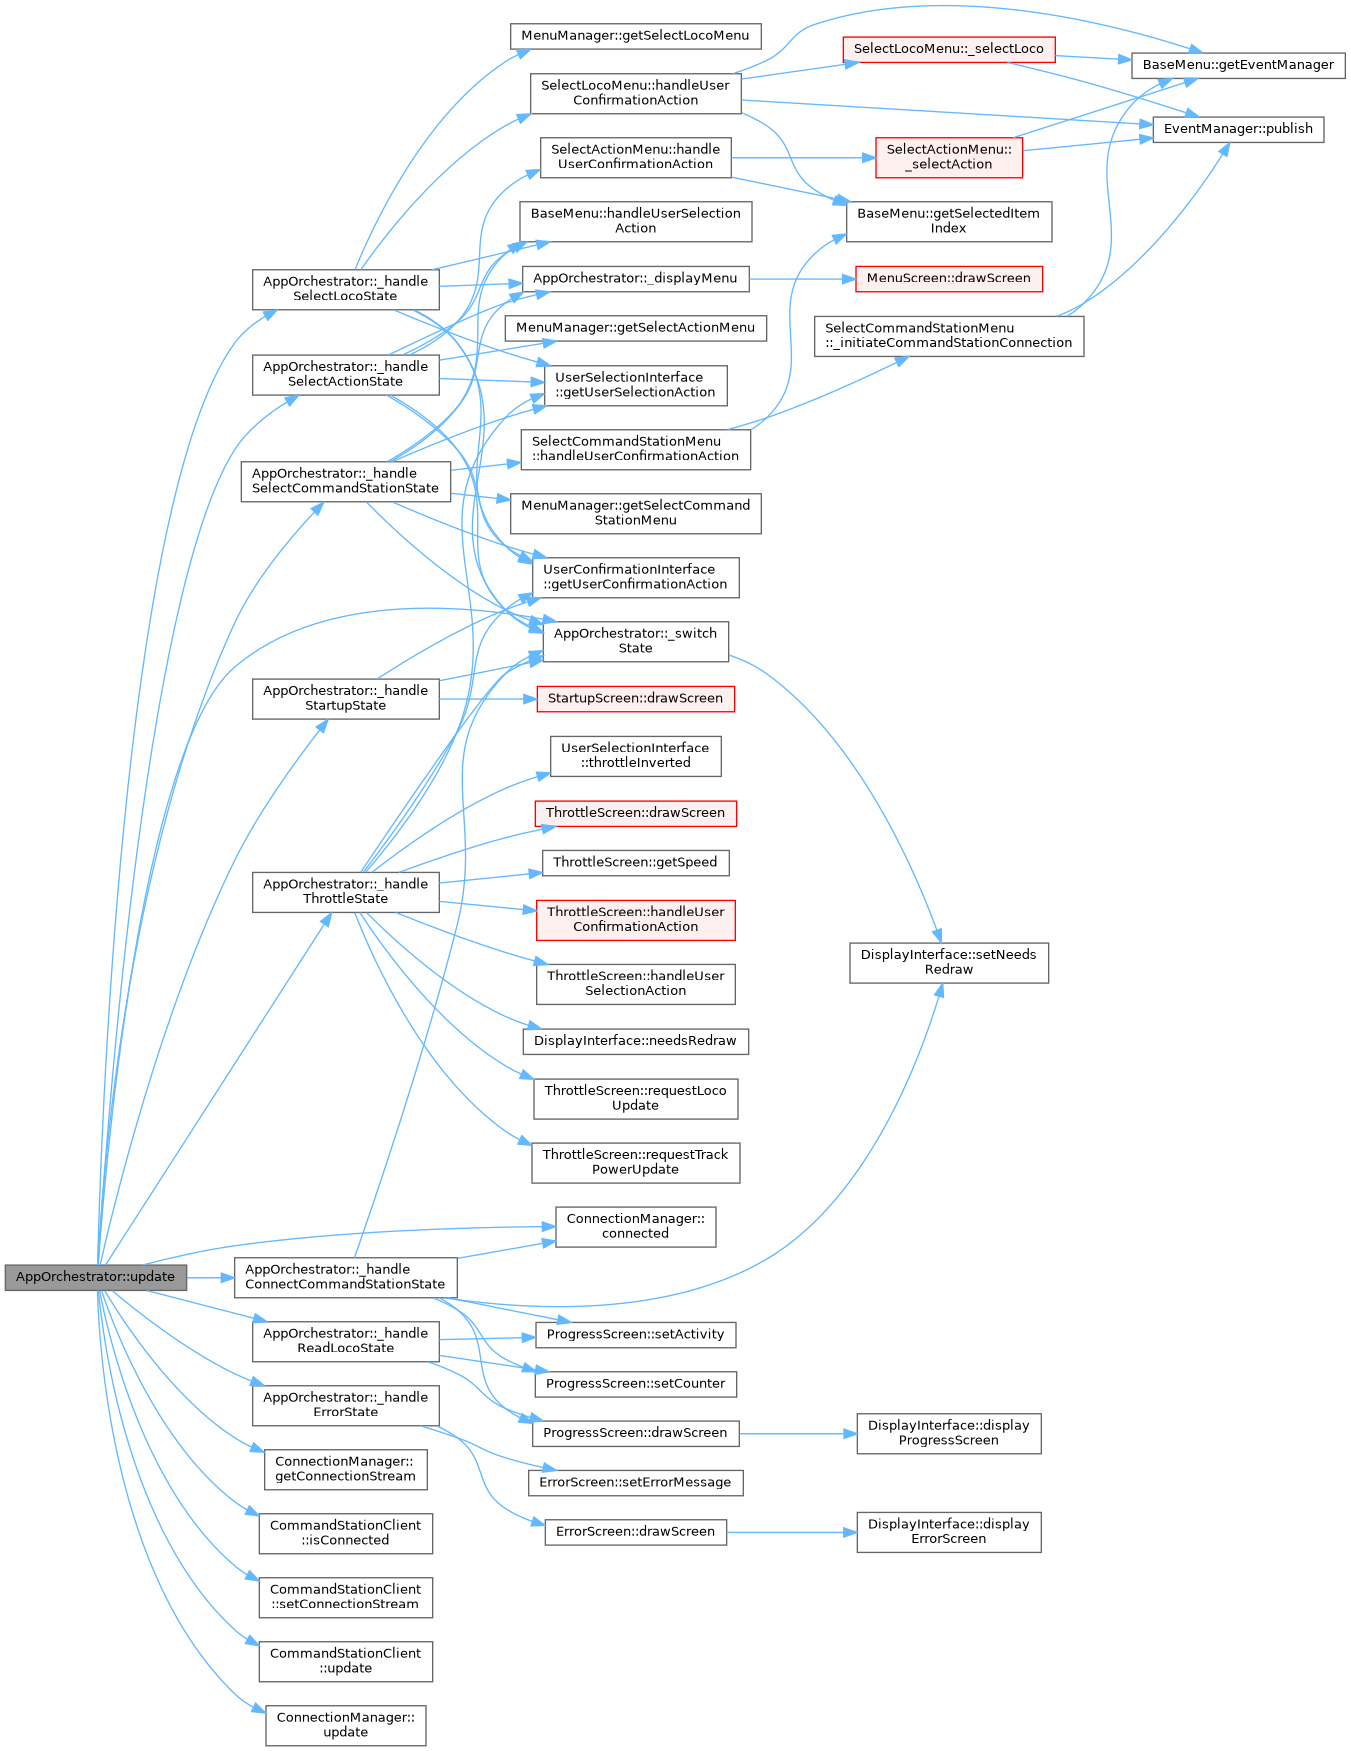 AppOrchestrator::update
AppOrchestrator::_handle
SelectLocoState
AppOrchestrator::_handle
SelectActionState
AppOrchestrator::_handle
SelectCommandStationState
AppOrchestrator::_handle
StartupState
AppOrchestrator::_handle
ThrottleState
AppOrchestrator::_handle
ConnectCommandStationState
AppOrchestrator::_handle
ReadLocoState
AppOrchestrator::_handle
ErrorState
ConnectionManager::
getConnectionStream
CommandStationClient
::isConnected
CommandStationClient
::setConnectionStream
CommandStationClient
::update
ConnectionManager::
update
MenuManager::getSelectLocoMenu
SelectLocoMenu::handleUser
ConfirmationAction
SelectActionMenu::handle
UserConfirmationAction
BaseMenu::handleUserSelection
Action
AppOrchestrator::_displayMenu
MenuManager::getSelectActionMenu
UserSelectionInterface
::getUserSelectionAction
SelectCommandStationMenu
::handleUserConfirmationAction
MenuManager::getSelectCommand
StationMenu
UserConfirmationInterface
::getUserConfirmationAction
AppOrchestrator::_switch
State
StartupScreen::drawScreen
UserSelectionInterface
::throttleInverted
ThrottleScreen::drawScreen
ThrottleScreen::getSpeed
ThrottleScreen::handleUser
ConfirmationAction
ThrottleScreen::handleUser
SelectionAction
DisplayInterface::needsRedraw
ThrottleScreen::requestLoco
Update
ThrottleScreen::requestTrack
PowerUpdate
ConnectionManager::
connected
ProgressScreen::setActivity
ProgressScreen::setCounter
ProgressScreen::drawScreen
ErrorScreen::setErrorMessage
ErrorScreen::drawScreen
SelectLocoMenu::_selectLoco
SelectActionMenu::
_selectAction
BaseMenu::getSelectedItem
Index
MenuScreen::drawScreen
SelectCommandStationMenu
::_initiateCommandStationConnection
DisplayInterface::setNeeds
Redraw
DisplayInterface::display
ProgressScreen
DisplayInterface::display
ErrorScreen
BaseMenu::getEventManager
EventManager::publish